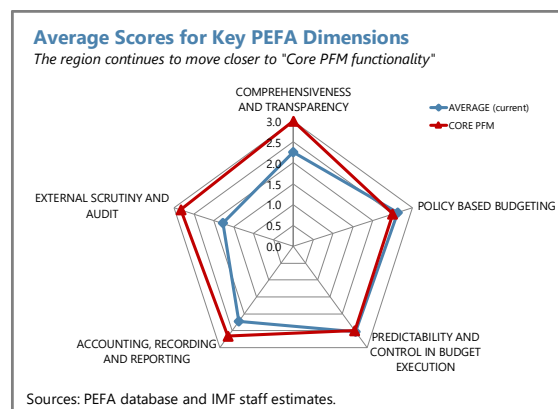 Average Scores for Key PEFA Dimensions
The region continues to move closer to "Core PFM functionality"
COMPREHENSIVENESS
AND TRANSPARENCY
3.0
2.5
2.0
1.5
1.0
0.5
0.0
AVERAGE (current)
CORE PFM
EXTERNAL SCRUTINY AND
AUDIT
POLICY BASED BUDGETING
ACCOUNTING, RECORDING
AND REPORTING
PREDICTABILITY AND
CONTROL IN BUDGET
EXECUTION
Sources: PEFA database and IMF staff estimates.